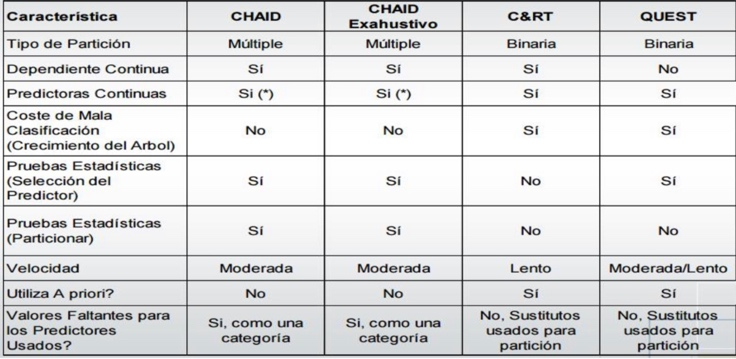 Característica CHAID CHAID Exahustivo C&RT QUEST
Tipo de Partición Múltiple Múltiple Binaria Binaria
Dependiente Continua Sí Sí Sí No
Predictoras Continuas Si (*) Si (*) Sí Sí
Coste de Mala
Clasificación
(Crecimiento del Arbol) No No Sí Sí
Pruebas Estadísticas
(Selección del
Predictor) Sí Sí No Sí
Pruebas Estadísticas
(Particionar) Sí Sí No No
Velocidad Moderada Moderada Lento Moderada/Lento
Utiliza A priori? No No Sí Sí
Valores Faltantes para
los Predictores
Usados?
Si, como una
categoría
Si, como una
categoría
No, Sustitutos
usados para
partición
No, Sustitutos
usados para
partición